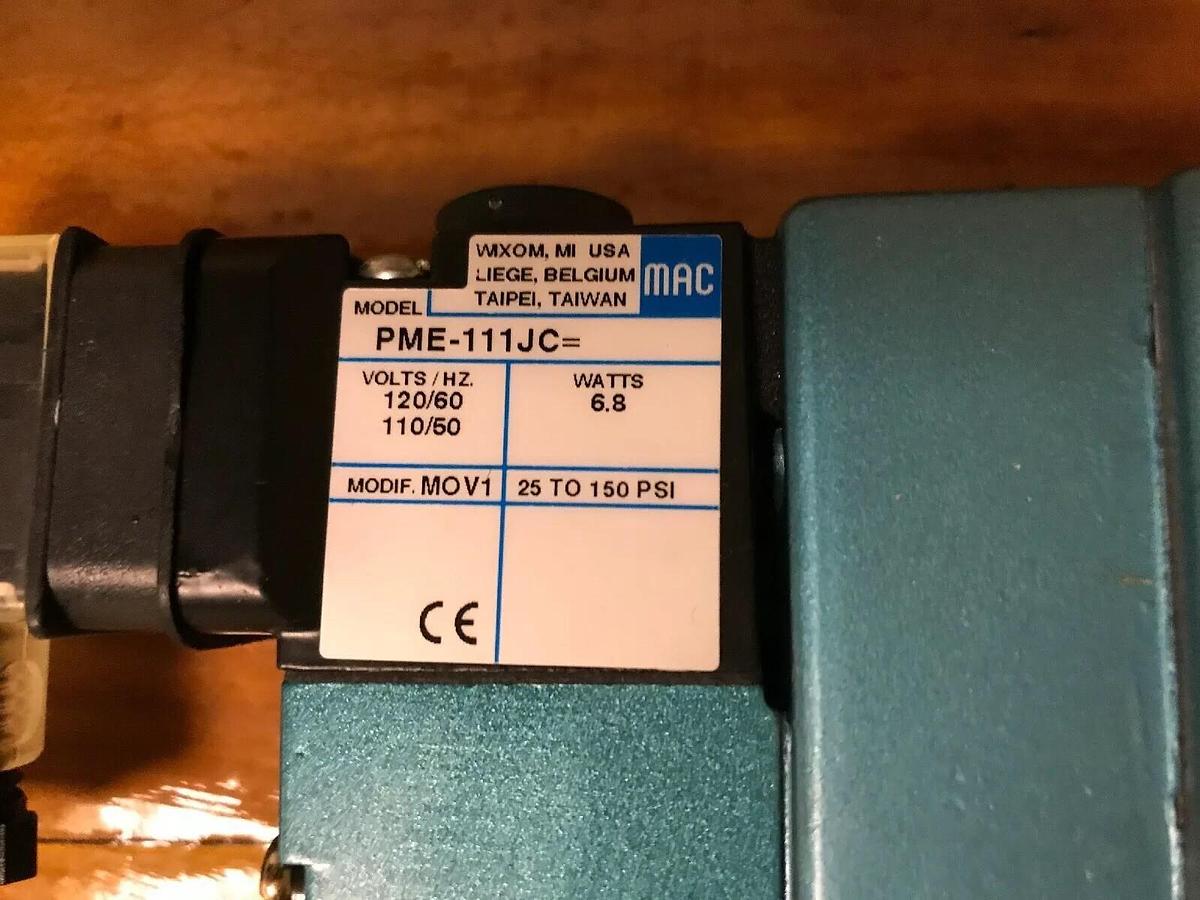 WIXOM, MI USA
LIEGE, BELGIUM
TAIPEI, TAIWAN
MAC
MODEL
PME-111JC=
VOLTS / HZ.
120/60
110/50
WATTS
6.8
MODIF. MOV1
25 TO 150 PSI
CE